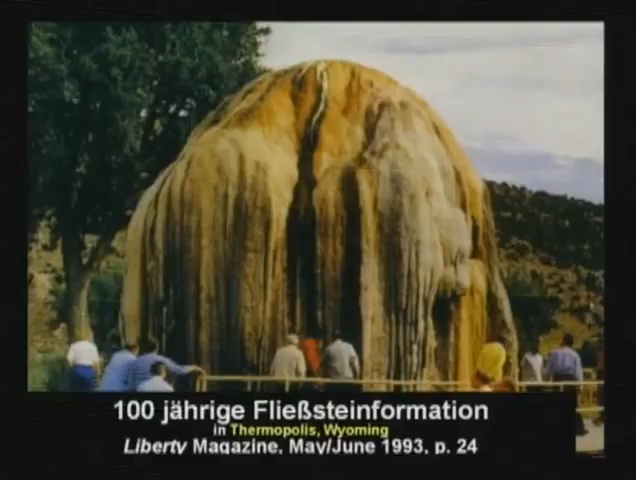 100 jährige Fließsteinformation
in Thermopolis, Wyoming
Liberty Magazine, May/June 1993, p. 24